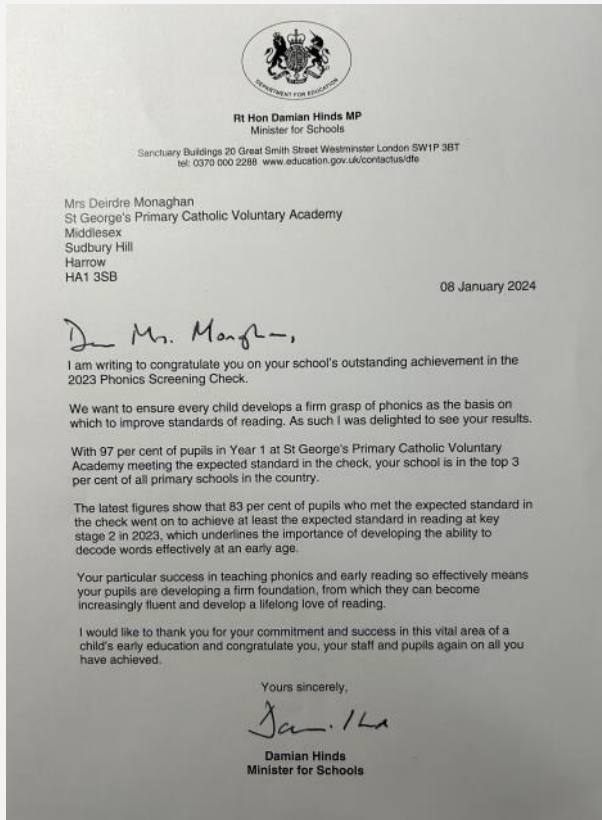 DEPARTMENT FOR EDUCATION
Rt Hon Damian Hinds MP
Minister for Schools
Sanctuary Buildings 20 Great Smith Street Westminster London SW1P 3BT
tel: 0370 000 2288 www.education.gov.uk/contactus/dfe
Mrs Deirdre Monaghan
St George's Primary Catholic Voluntary Academy
Middlesex
Sudbury Hill
Harrow
HA1 3SB
08 January 2024
Dear Mrs. Monaghan,
I am writing to congratulate you on your school's outstanding achievement in the
2023 Phonics Screening Check.
We want to ensure every child develops a firm grasp of phonics as the basis on
which to improve standards of reading. As such I was delighted to see your results.
With 97 per cent of pupils in Year 1 at St George's Primary Catholic Voluntary
Academy meeting the expected standard in the check, your school is in the top 3
per cent of all primary schools in the country.
The latest figures show that 83 per cent of pupils who met the expected standard in
the check went on to achieve at least the expected standard in reading at key
stage 2 in 2023, which underlines the importance of developing the ability to
decode words effectively at an early age.
Your particular success in teaching phonics and early reading so effectively means
your pupils are developing a firm foundation, from which they can become
increasingly fluent and develop a lifelong love of reading.
I would like to thank you for your commitment and success in this vital area of a
child's early education and congratulate you, your staff and pupils again on all you
have achieved.
Yours sincerely,
Damian Hinds
Minister for Schools